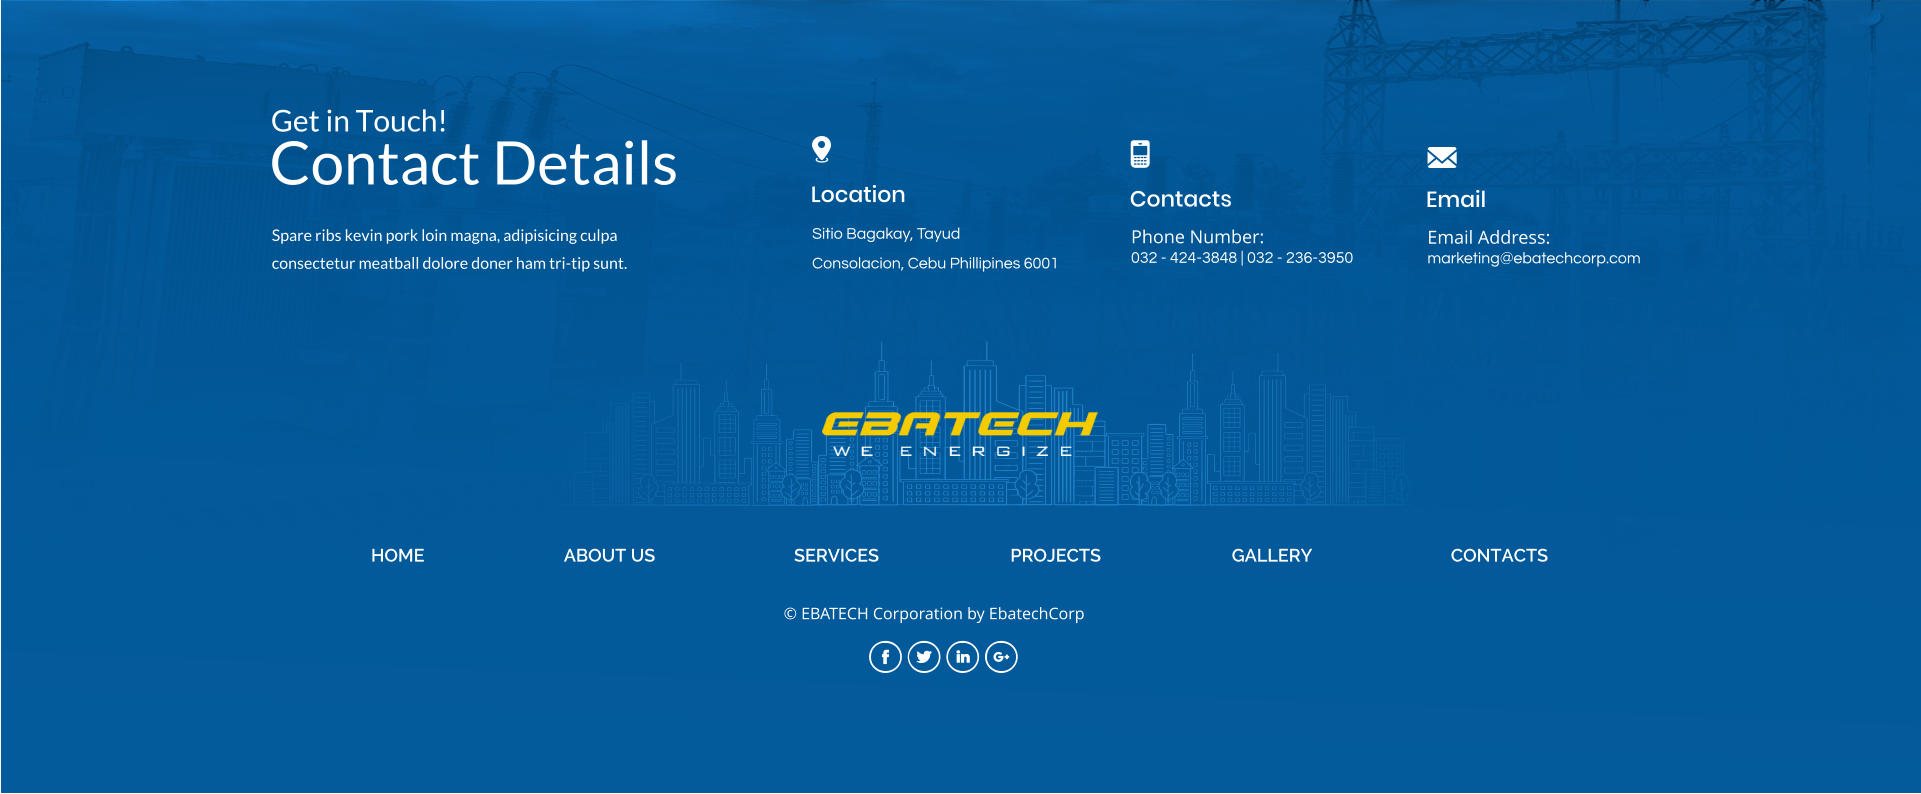 Get in Touch!
Contact Details
Spare ribs kevin pork loin magna, adipisicing culpa
consectetur meatball dolore doner ham tri-tip sunt.
Location
Sitio Bagakay, Tayud
Consolacion, Cebu Phillipines 6001
Contacts
Phone Number:
032 - 424-3848 | 032 - 236-3950
Email
Email Address:
marketing@ebatechcorp.com
EBATECH
WE ENERGIZE
HOME
ABOUT US
SERVICES
PROJECTS
GALLERY
CONTACTS
© EBATECH Corporation by EbatechCorp
f
in
G+